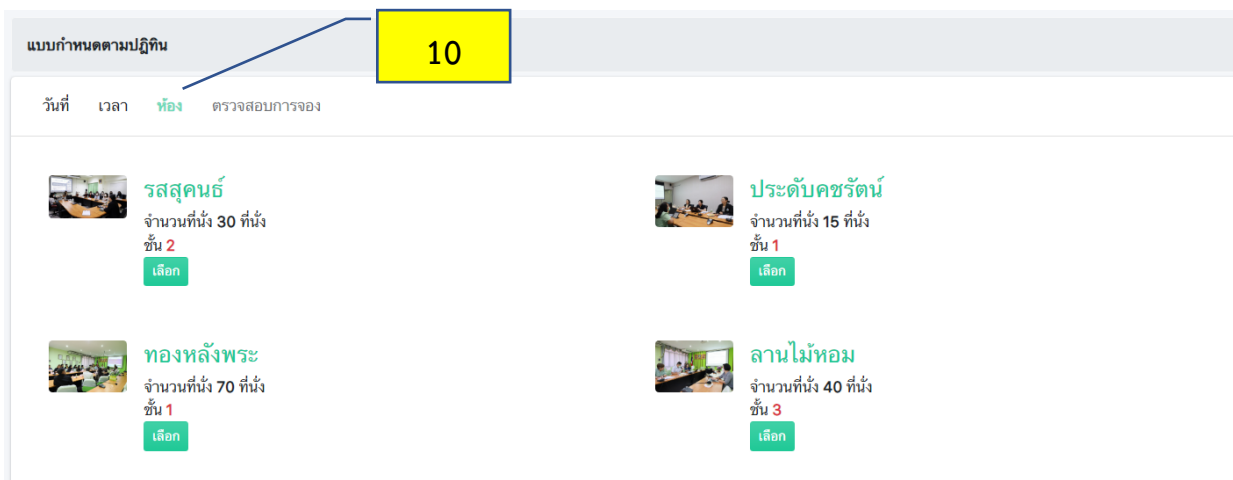 แบบกำหนดตามปฏิทิน
10
วันที่ เวลา ห้อง ตรวจสอบการจอง
รสสุคนธ์
จำนวนที่นั่ง 30 ที่นั่ง
ชั้น 2
เลือก
ประดับคชรัตน์
จำนวนที่นั่ง 15 ที่นั่ง
ชั้น 1
เลือก
ทองหลังพระ
จำนวนที่นั่ง 70 ที่นั่ง
ชั้น 1
เลือก
ลานไม้หอม
จำนวนที่นั่ง 40 ที่นั่ง
ชั้น 3
เลือก